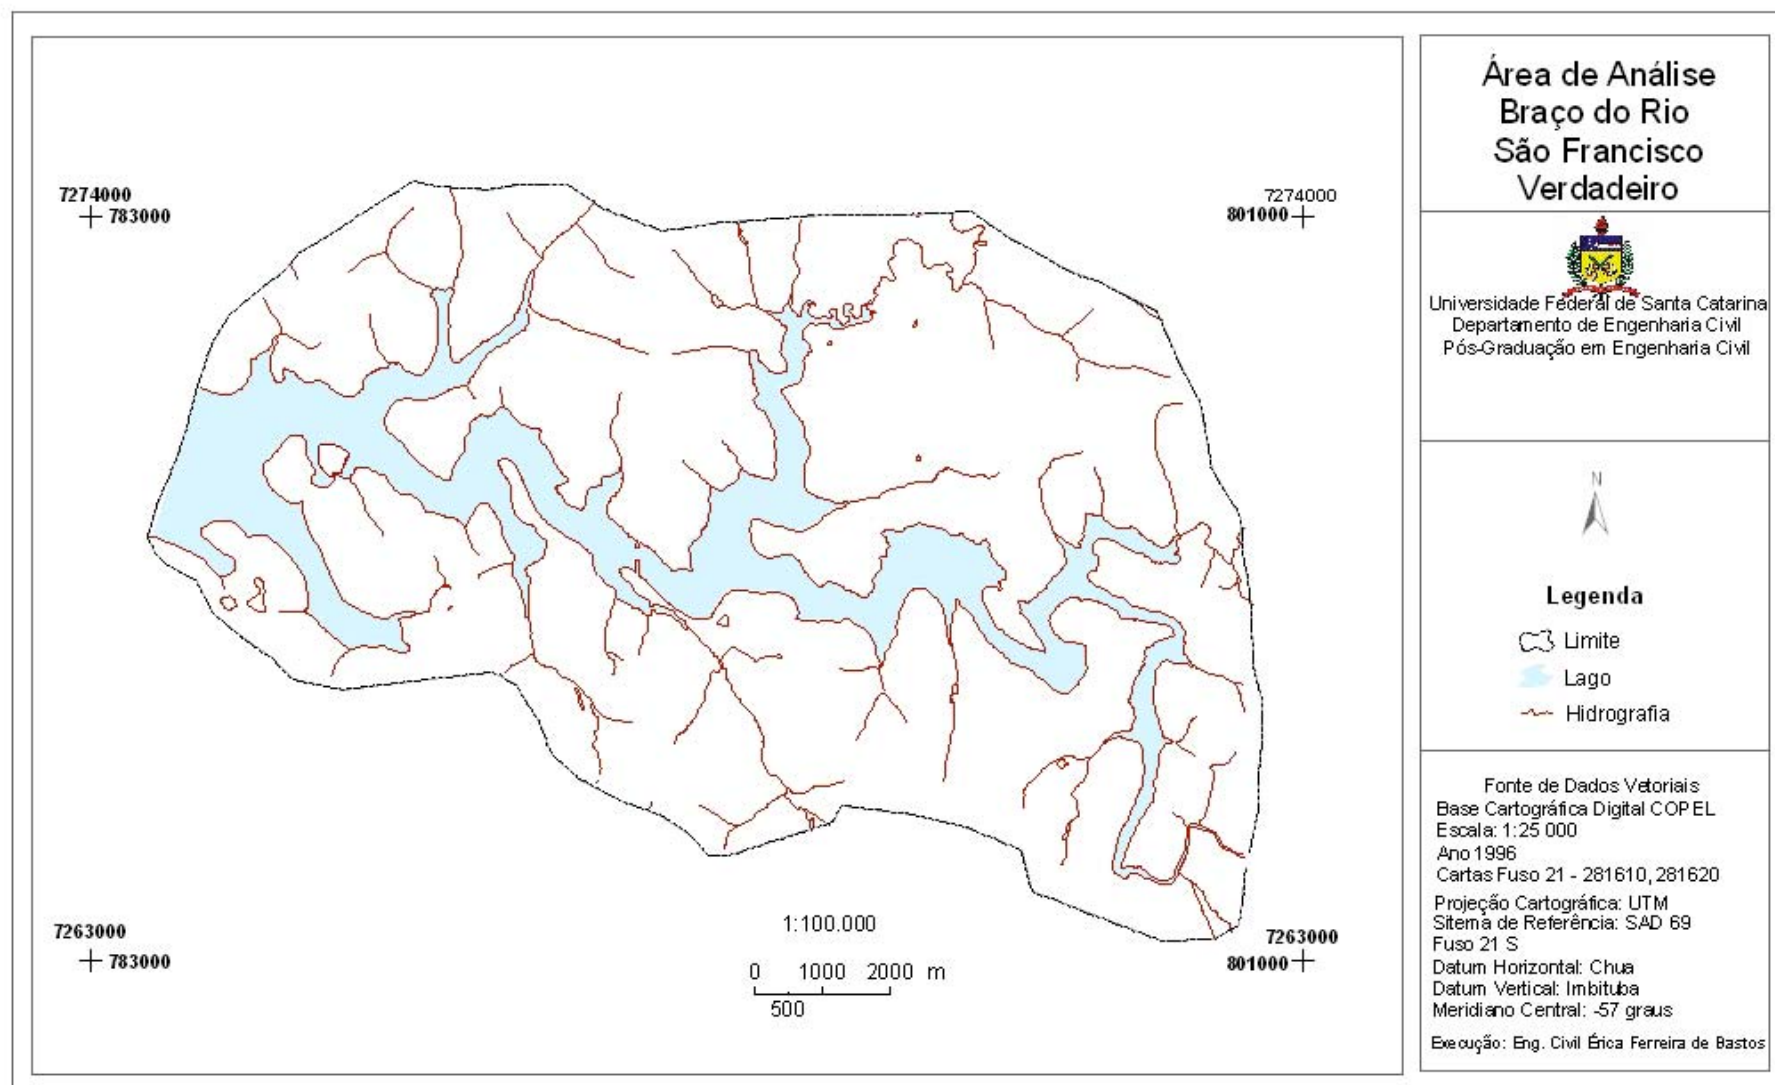 Área de Análise
Braço do Rio
São Francisco
Verdadeiro
7274000
783000
7274000
801000
Universidade Federal de Santa Catarina
Departamento de Engenharia Civil
Pós-Graduação em Engenharia Civil
N
Legenda
Limite
Lago
Hidrografia
Fonte de Dados Vetoriais
Base Cartográfica Digital COPEL
Escala: 1:25 000
Ano 1996
Cartas Fuso 21 - 281610, 281620
Projeção Cartográfica: UTM
Sitema de Referência: SAD 69
Fuso 21 S
Datum Horizontal: Chua
Datum Vertical: Imbituba
Meridiano Central: -57 graus
Execução: Eng. Civil Érica Ferreira de Bastos
7263000
783000
1:100.000
0 1000 2000 m
500
7263000
801000